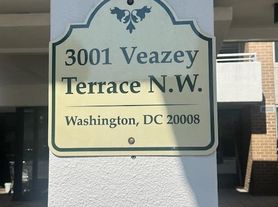 3001 Veazey
Terrace N.W.
Washington, DC 20008